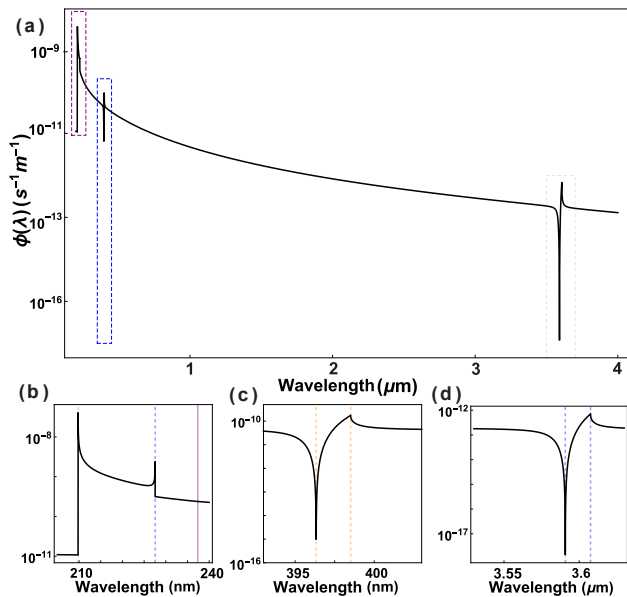 (a)
10⁻⁹
10⁻¹¹
10⁻¹³
10⁻¹⁶
ϕ(λ) (s⁻¹m⁻¹)
1 2 3 4
Wavelength (μm)
(b) (c) (d)
10⁻⁸
10⁻¹¹
210 240
Wavelength (nm)
10⁻¹⁰
10⁻¹⁶
395 400
Wavelength (nm)
10⁻¹²
10⁻¹⁷
3.55 3.6
Wavelength (μm)